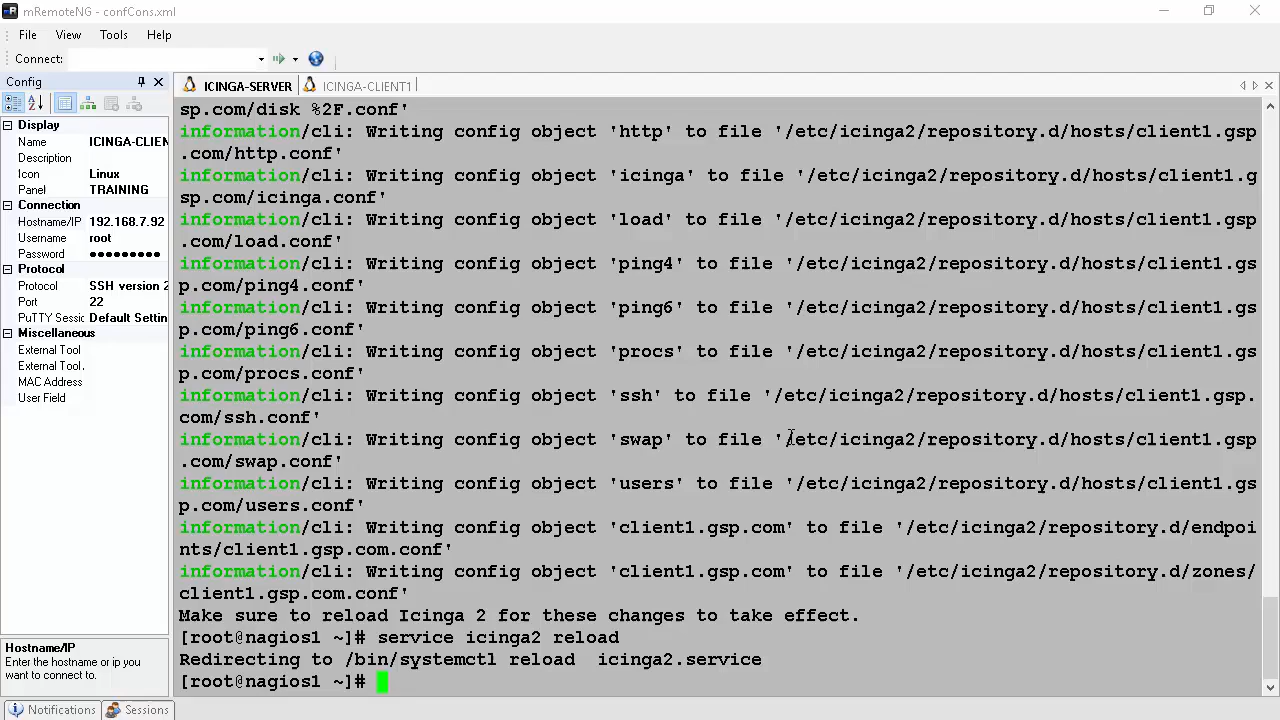 mRemoteNG - confCons.xml
File View Tools Help
Connect:
Config
ICINGA-SERVER ICINGA-CLIENT1
Display
Name ICINGA-CLIEN
Description
Icon Linux
Panel TRAINING
Connection
Hostname/IP 192.168.7.92
Username root
Password ●●●●●●●●●
Protocol
Protocol SSH version 2
Port 22
PuTTY Sessic Default Settin
Miscellaneous
External Tool
External Tool.
MAC Address
User Field
Hostname/IP
Enter the hostname or ip you
want to connect to.
sp.com/disk %2F.conf'
information/cli: Writing config object 'http' to file '/etc/icinga2/repository.d/hosts/client1.gsp
.com/http.conf'
information/cli: Writing config object 'icinga' to file '/etc/icinga2/repository.d/hosts/client1.g
sp.com/icinga.conf'
information/cli: Writing config object 'load' to file '/etc/icinga2/repository.d/hosts/client1.gsp
.com/load.conf'
information/cli: Writing config object 'ping4' to file '/etc/icinga2/repository.d/hosts/client1.gs
p.com/ping4.conf'
information/cli: Writing config object 'ping6' to file '/etc/icinga2/repository.d/hosts/client1.gs
p.com/ping6.conf'
information/cli: Writing config object 'procs' to file '/etc/icinga2/repository.d/hosts/client1.gs
p.com/procs.conf'
information/cli: Writing config object 'ssh' to file '/etc/icinga2/repository.d/hosts/client1.gsp.
com/ssh.conf'
information/cli: Writing config object 'swap' to file '/etc/icinga2/repository.d/hosts/client1.gsp
.com/swap.conf'
information/cli: Writing config object 'users' to file '/etc/icinga2/repository.d/hosts/client1.gs
p.com/users.conf'
information/cli: Writing config object 'client1.gsp.com' to file '/etc/icinga2/repository.d/endpoi
nts/client1.gsp.com.conf'
information/cli: Writing config object 'client1.gsp.com' to file '/etc/icinga2/repository.d/zones/
client1.gsp.com.conf'
Make sure to reload Icinga 2 for these changes to take effect.
[root@nagios1 ~]# service icinga2 reload
Redirecting to /bin/systemctl reload  icinga2.service
[root@nagios1 ~]#
Notifications Sessions